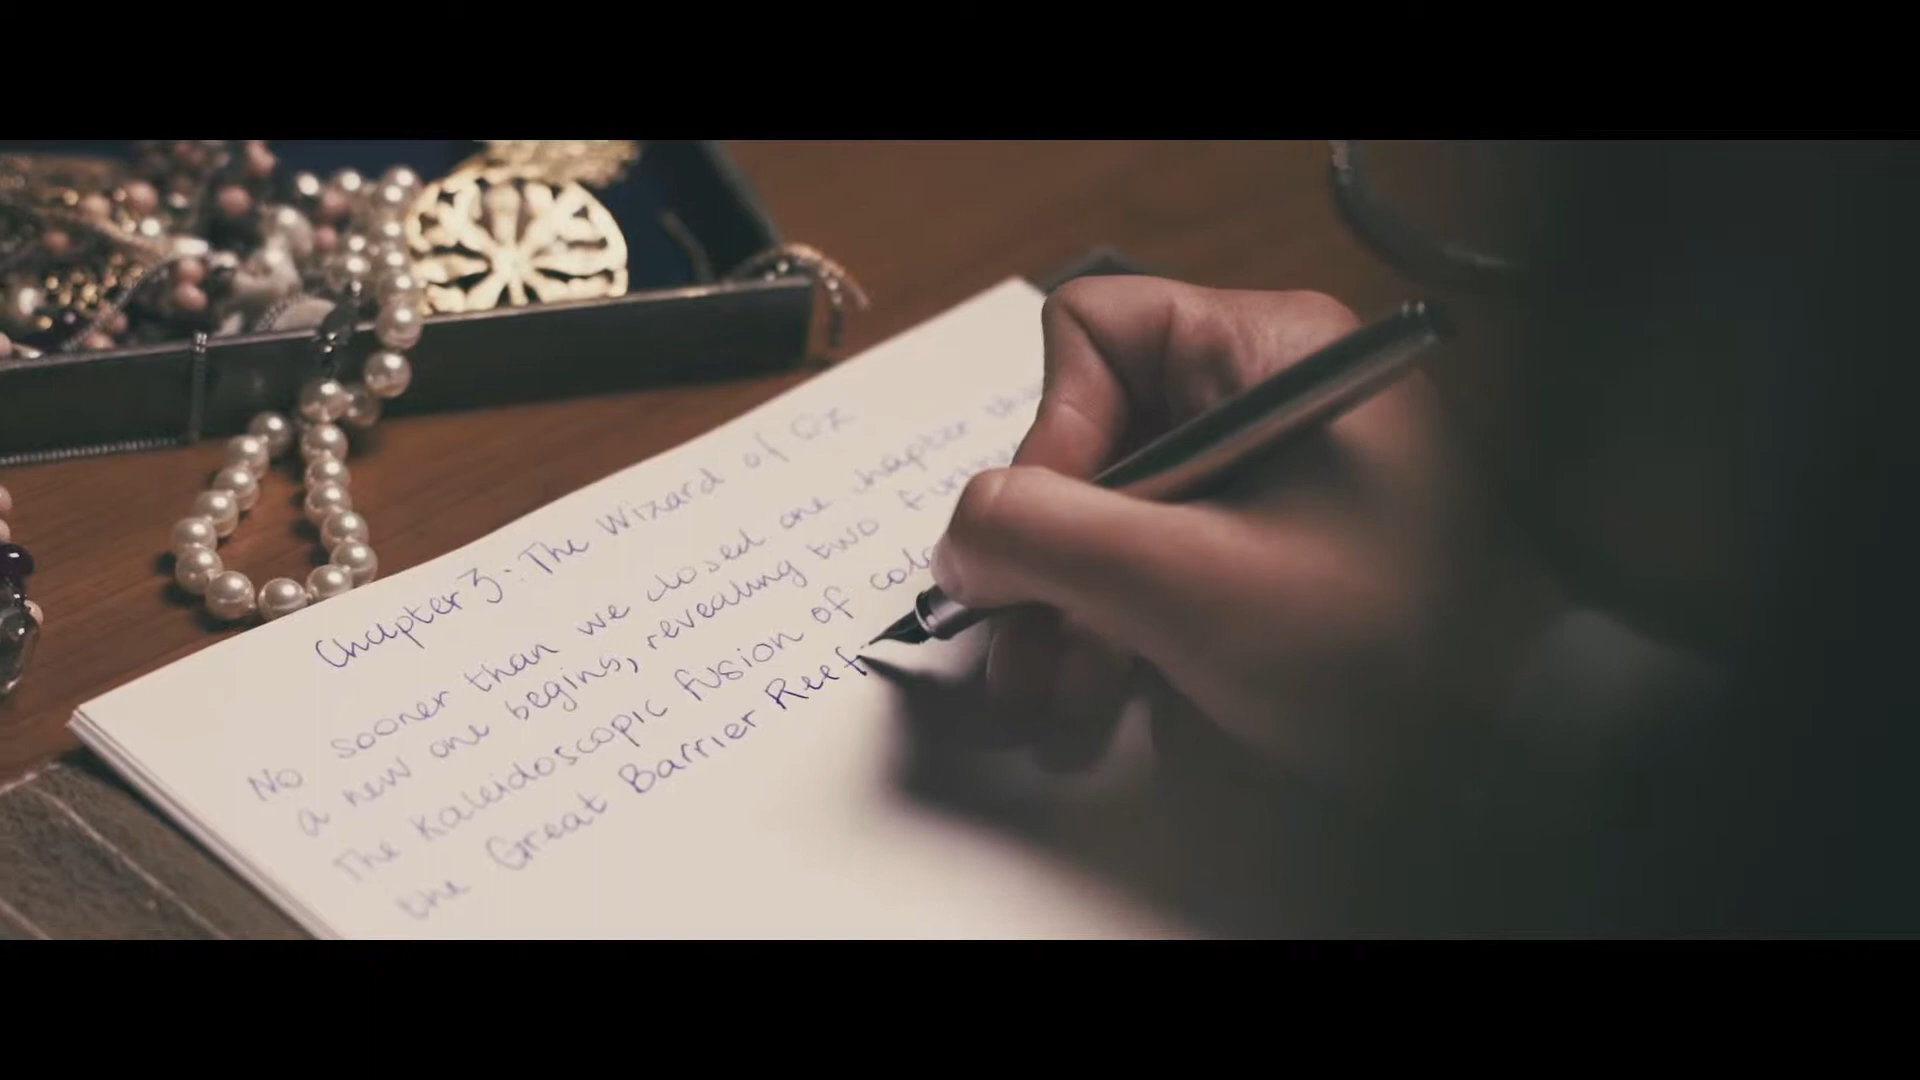 Chapter 3: The Wizard of Oz
No sooner than we closed one chapter
a new one begins, revealing two
The Kaleidoscopic fusion of
the Great Barrier Reef